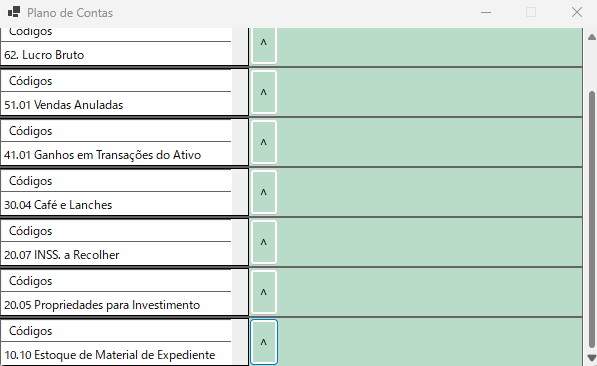 Plano de Contas
Códigos
62. Lucro Bruto
^
Códigos
51.01 Vendas Anuladas
^
Códigos
41.01 Ganhos em Transações do Ativo
^
Códigos
30.04 Café e Lanches
^
Códigos
20.07 INSS. a Recolher
^
Códigos
20.05 Propriedades para Investimento
^
Códigos
10.10 Estoque de Material de Expediente
^